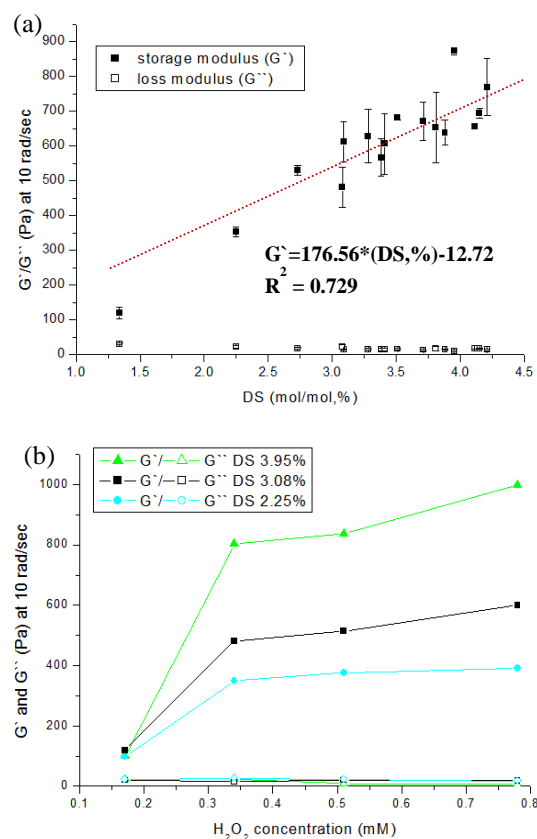 (a)
storage modulus (G`)
loss modulus (G``)
G`/G`` (Pa) at 10 rad/sec
900
800
700
600
500
400
300
200
100
0
G`=176.56*(DS,%)-12.72
R² = 0.729
1.0 1.5 2.0 2.5 3.0 3.5 4.0 4.5
DS (mol/mol,%)
(b)
G`/ G`` DS 3.95%
G`/ G`` DS 3.08%
G`/ G`` DS 2.25%
G` and G`` (Pa) at 10 rad/sec
1000
800
600
400
200
0
0.1 0.2 0.3 0.4 0.5 0.6 0.7 0.8
H₂O₂ concentration (mM)